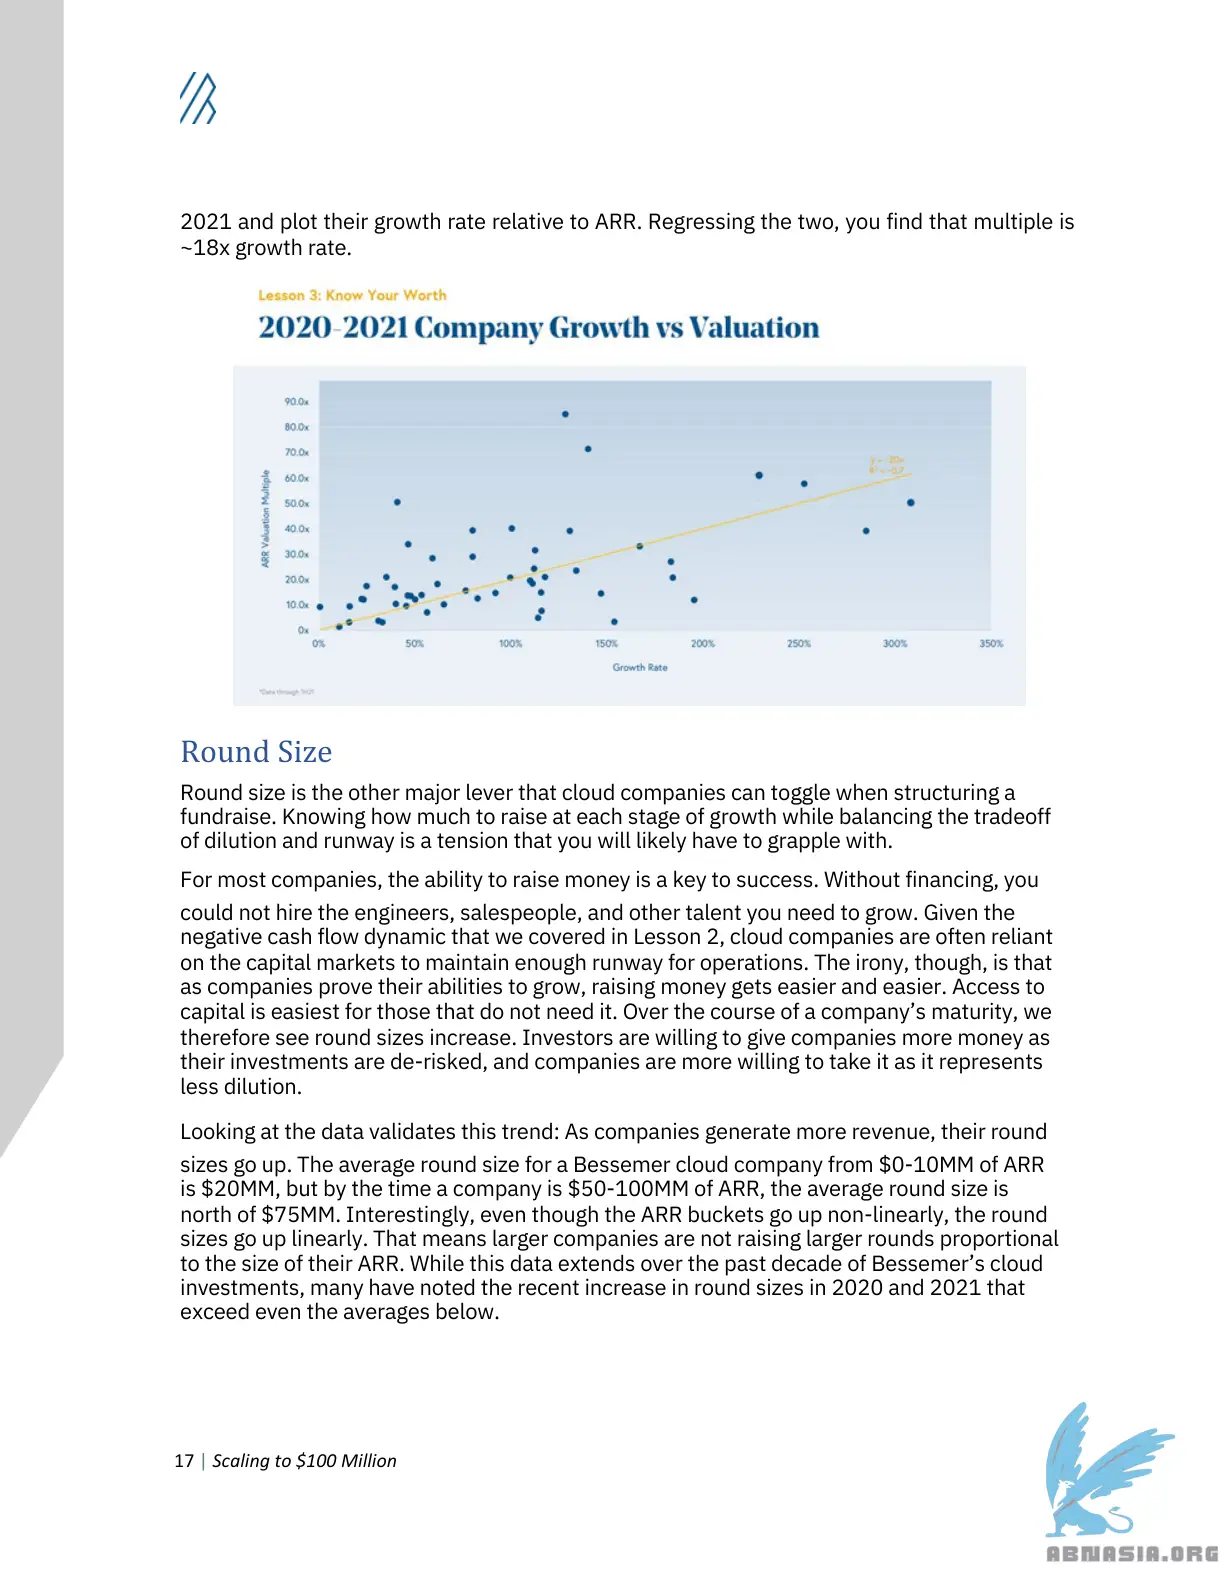 2021 and plot their growth rate relative to ARR. Regressing the two, you find that multiple is
~18x growth rate.
Lesson 3: Know Your Worth
2020-2021 Company Growth vs Valuation
90.0x
80.0x
70.0x
60.0x
50.0x
40.0x
30.0x
20.0x
10.0x
0x
ARR Valuation Multiple
0% 50% 100% 150% 200% 250% 300% 350%
Growth Rate
*Data through 1H21
Round Size
Round size is the other major lever that cloud companies can toggle when structuring a
fundraise. Knowing how much to raise at each stage of growth while balancing the tradeoff
of dilution and runway is a tension that you will likely have to grapple with.
For most companies, the ability to raise money is a key to success. Without financing, you
could not hire the engineers, salespeople, and other talent you need to grow. Given the
negative cash flow dynamic that we covered in Lesson 2, cloud companies are often reliant
on the capital markets to maintain enough runway for operations. The irony, though, is that
as companies prove their abilities to grow, raising money gets easier and easier. Access to
capital is easiest for those that do not need it. Over the course of a company’s maturity, we
therefore see round sizes increase. Investors are willing to give companies more money as
their investments are de-risked, and companies are more willing to take it as it represents
less dilution.
Looking at the data validates this trend: As companies generate more revenue, their round
sizes go up. The average round size for a Bessemer cloud company from $0-10MM of ARR
is $20MM, but by the time a company is $50-100MM of ARR, the average round size is
north of $75MM. Interestingly, even though the ARR buckets go up non-linearly, the round
sizes go up linearly. That means larger companies are not raising larger rounds proportional
to the size of their ARR. While this data extends over the past decade of Bessemer’s cloud
investments, many have noted the recent increase in round sizes in 2020 and 2021 that
exceed even the averages below.
17 | Scaling to $100 Million
ABNASIA.ORG